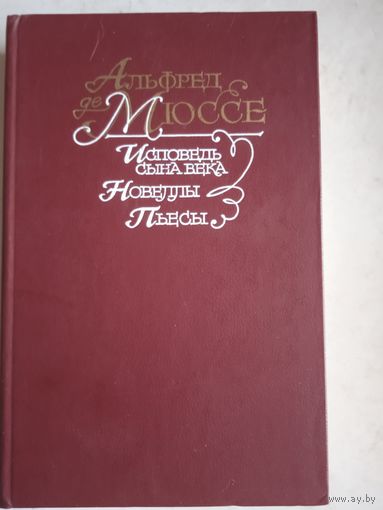 Альфред
де Мюссе
Исповедь
сына века
Новеллы
Пьесы
www.ay.by